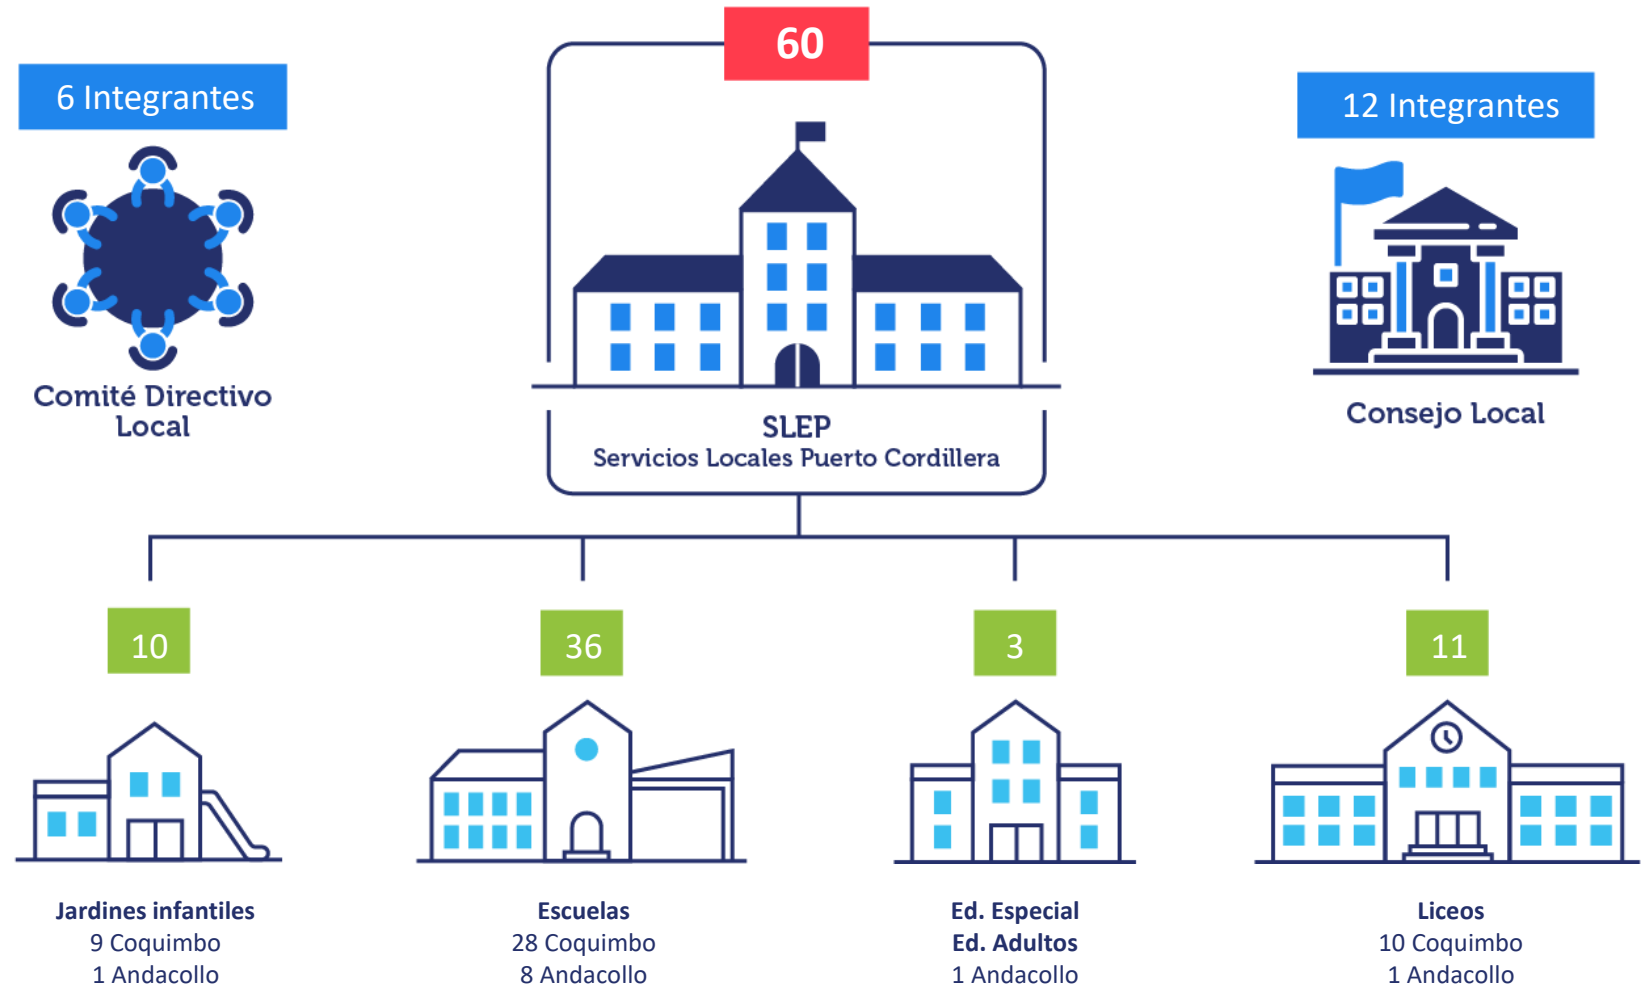 60
6 Integrantes
12 Integrantes
Comité Directivo
Local
SLEP
Servicios Locales Puerto Cordillera
Consejo Local
10
36
3
11
Jardines infantiles
9 Coquimbo
1 Andacollo
Escuelas
28 Coquimbo
8 Andacollo
Ed. Especial
Ed. Adultos
1 Andacollo
Liceos
10 Coquimbo
1 Andacollo